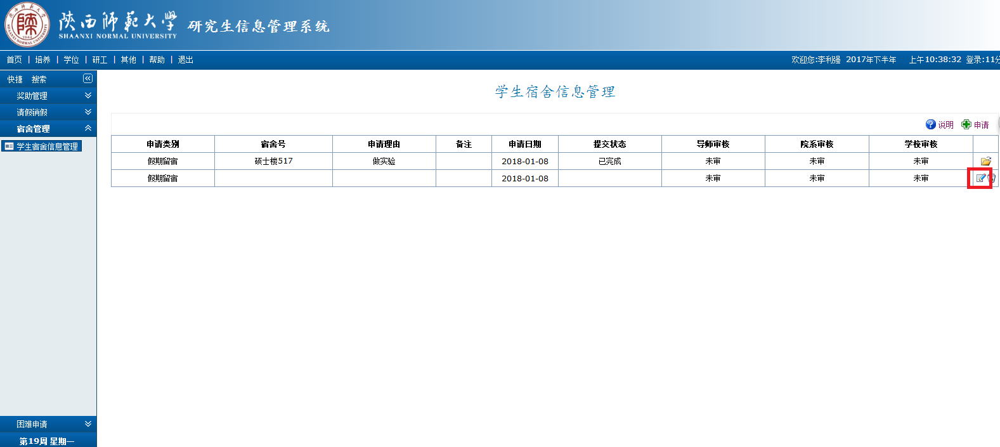 陕西师范大学 研究生信息管理系统
SHAANXI NORMAL UNIVERSITY
1944
首页 | 培养 | 学位 | 研工 | 其他 | 帮助 | 退出 欢迎您:李利强 2017年下半年 上午10:38:32 登录:11分
快捷 搜索
奖助管理
请假销假
宿舍管理
学生宿舍信息管理
学生宿舍信息管理
说明 申请
申请类别 宿舍号 申请理由 备注 申请日期 提交状态 导师审核 院系审核 学校审核
假期留宿 硕士楼517 做实验 2018-01-08 已完成 未审 未审 未审
假期留宿 2018-01-08 未审 未审 未审
困难申请
第19周 星期一